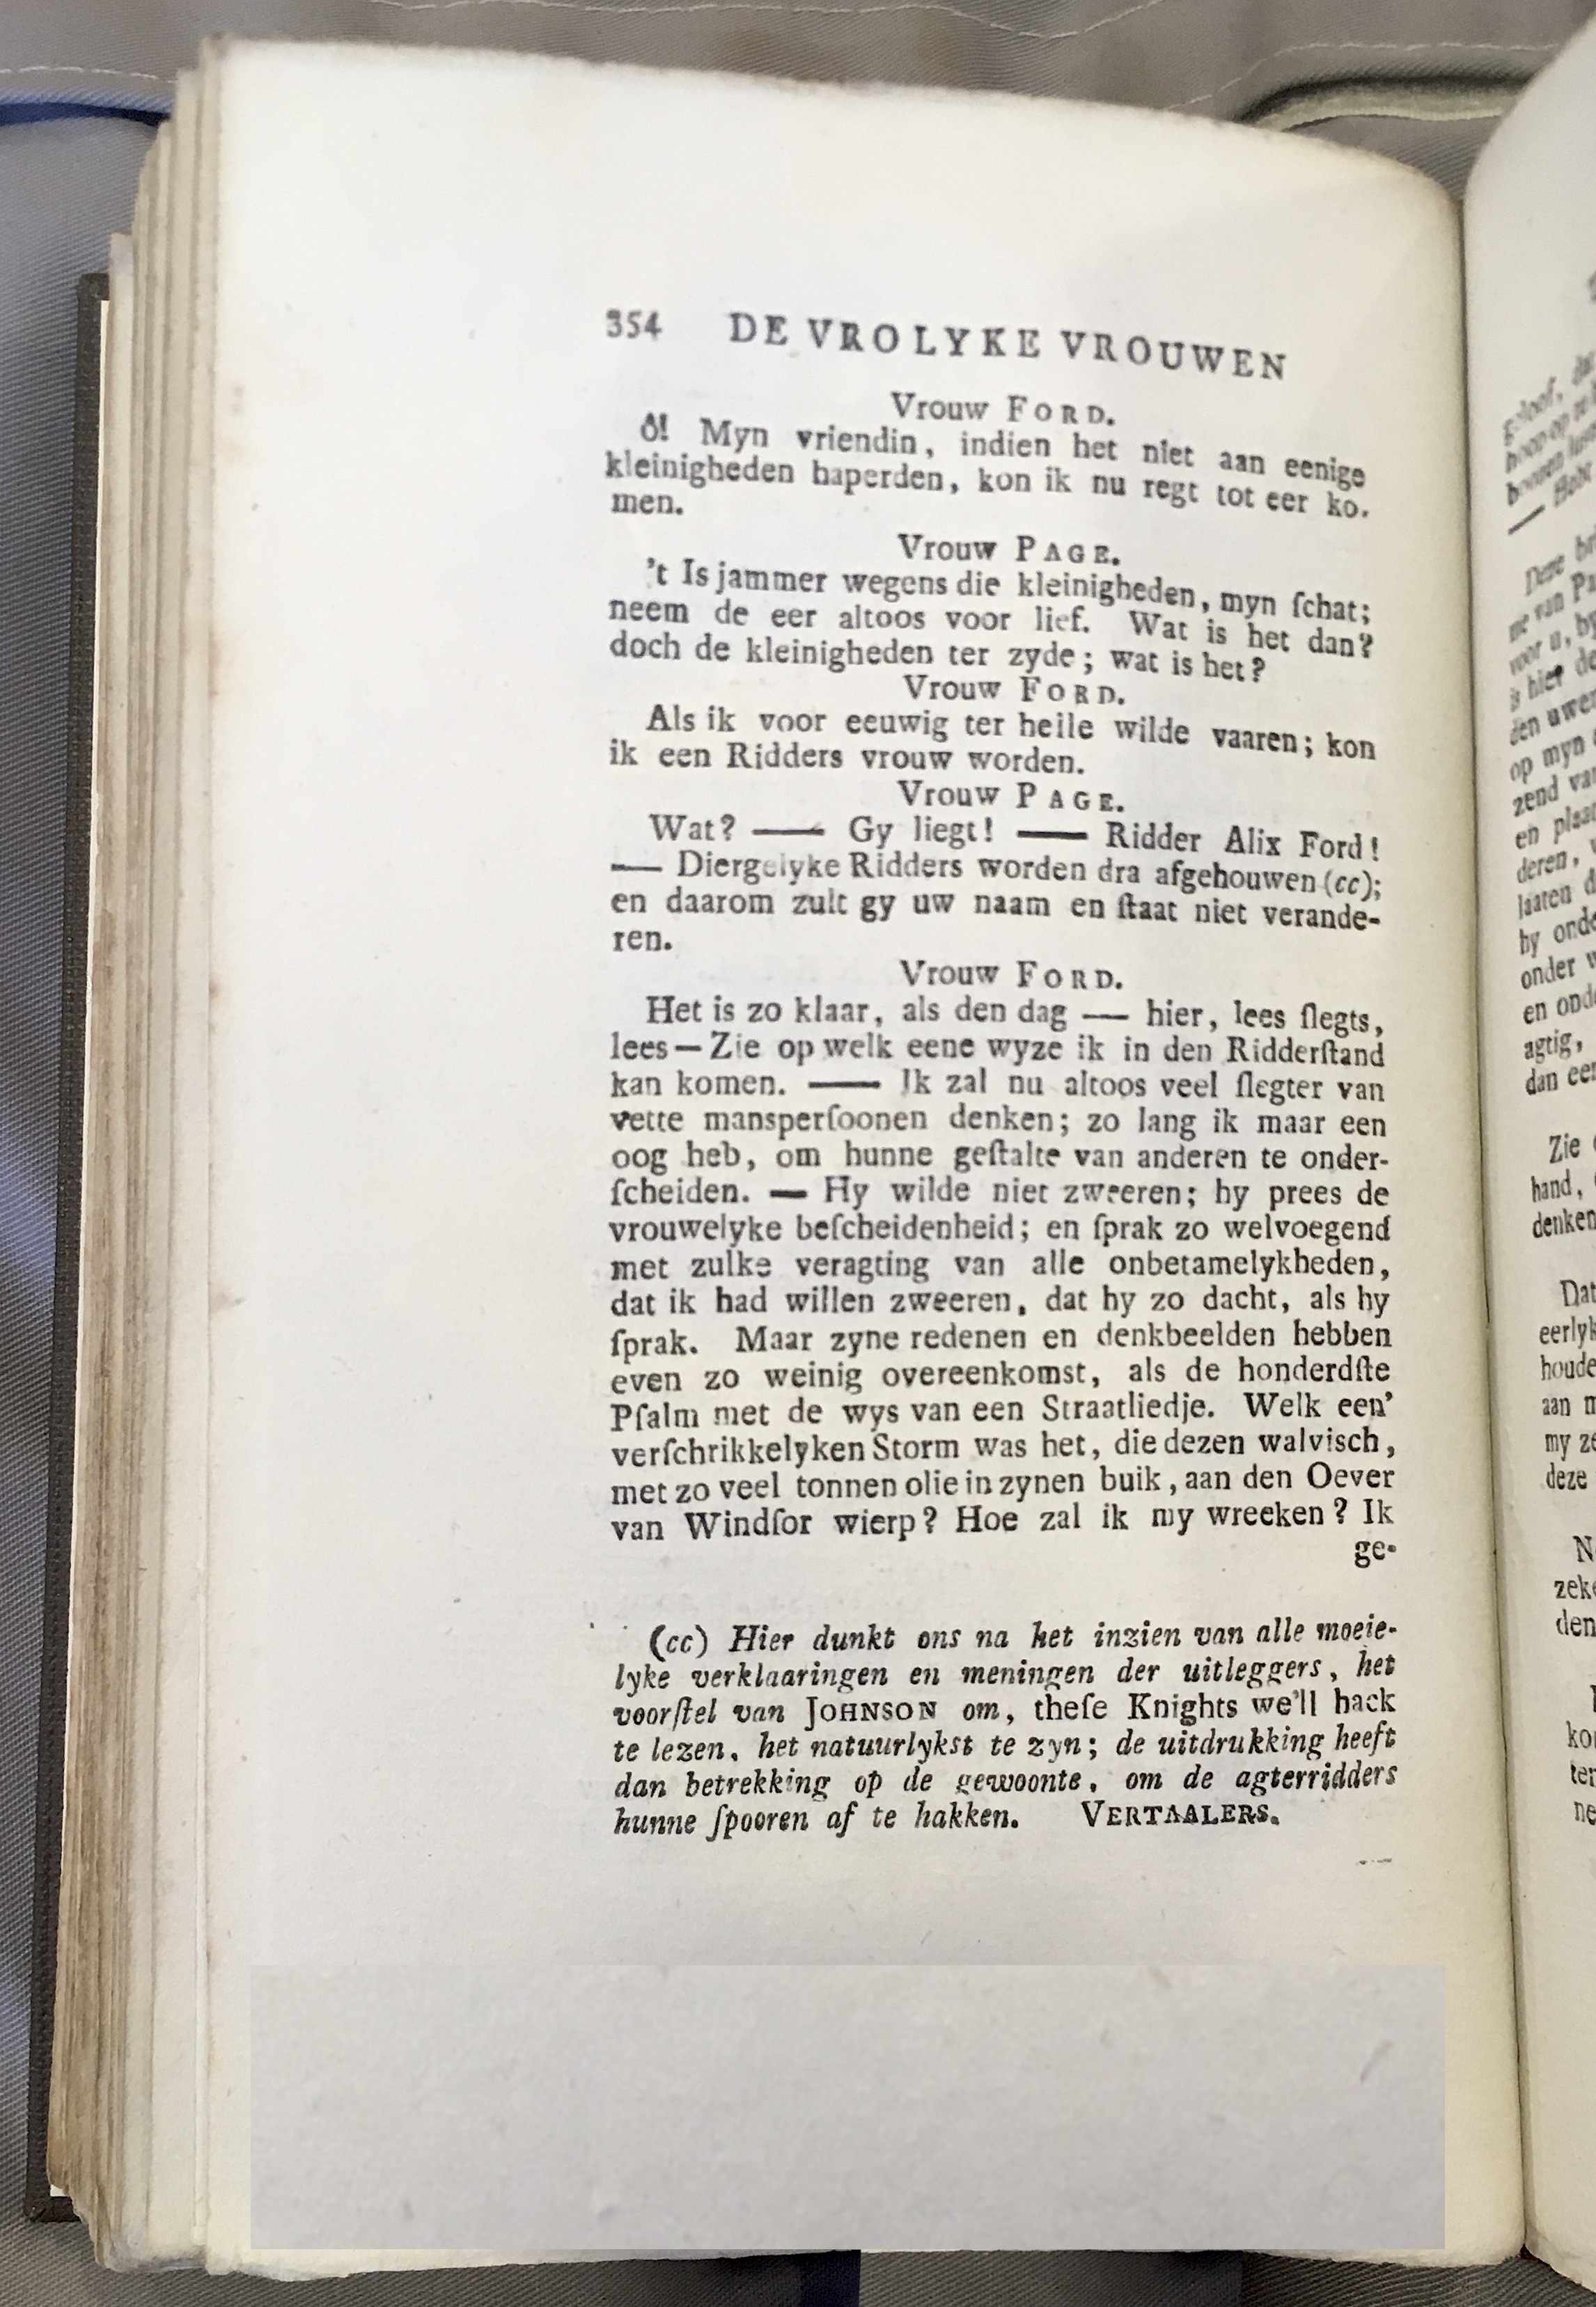 354 DE VROLYKE VROUWEN
Vrouw FORD.
ô! Myn vriendin, indien het niet aan eenige
kleinigheden haperden, kon ik nu regt tot eer ko-
men.
Vrouw PAGE.
't Is jammer wegens die kleinigheden, myn ſchat;
neem de eer altoos voor lief. Wat is het dan?
doch de kleinigheden ter zyde; wat is het?
Vrouw FORD.
Als ik voor eeuwig ter helle wilde vaaren; kon
ik een Ridders vrouw worden.
Vrouw PAGE.
Wat? — Gy liegt! — Ridder Alix Ford!
— Diergelyke Ridders worden dra afgehouwen (cc);
en daarom zult gy uw naam en ſtaat niet verande-
ren.
Vrouw FORD.
Het is zo klaar, als den dag — hier, lees ſlegts,
lees — Zie op welk eene wyze ik in den Ridderſtand
kan komen. — Ik zal nu altoos veel ſlegter van
vette mansperſoonen denken; zo lang ik maar een
oog heb, om hunne geſtalte van anderen te onder-
ſcheiden. — Hy wilde niet zweeren; hy prees de
vrouwelyke beſcheidenheid; en ſprak zo welvoegend
met zulke veragting van alle onbetamelykheden,
dat ik had willen zweeren, dat hy zo dacht, als hy
ſprak. Maar zyne redenen en denkbeelden hebben
even zo weinig overeenkomst, als de honderdſte
Pſalm met de wys van een Straatliedje. Welk een'
verſchrikkelyken Storm was het, die dezen walvisch,
met zo veel tonnen olie in zynen buik, aan den Oever
van Windſor wierp? Hoe zal ik my wreeken? Ik
ge-
(cc) Hier dunkt ons na het inzien van alle moeie-
lyke verklaaringen en meningen der uitleggers, het
voorſtel van JOHNSON om, theſe Knights we'll hack
te lezen, het natuurlykst te zyn; de uitdrukking heeft
dan betrekking op de gewoonte, om de agterridders
hunne ſpooren af te hakken. VERTAALERS.